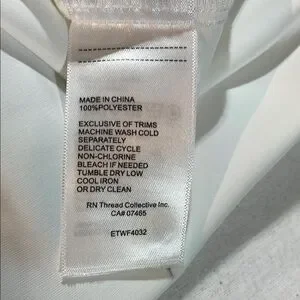 MADE IN CHINA
100%POLYESTER
EXCLUSIVE OF TRIMS
MACHINE WASH COLD
SEPARATELY
DELICATE CYCLE
NON-CHLORINE
BLEACH IF NEEDED
TUMBLE DRY LOW
COOL IRON
OR DRY CLEAN
RN Thread Collective Inc.
CA# 07465
ETWF4032